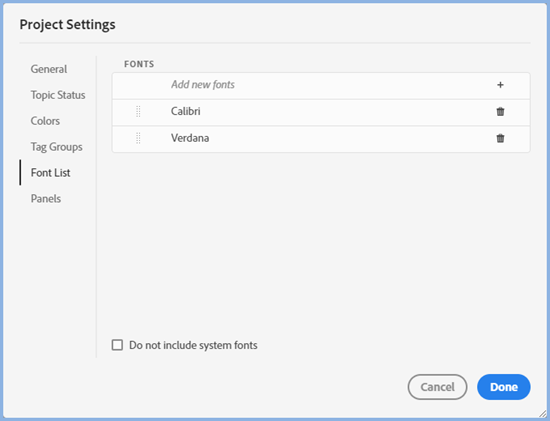 Project Settings
General
Topic Status
Colors
Tag Groups
Font List
Panels
FONTS
Add new fonts
Calibri
Verdana
Do not include system fonts
Cancel
Done